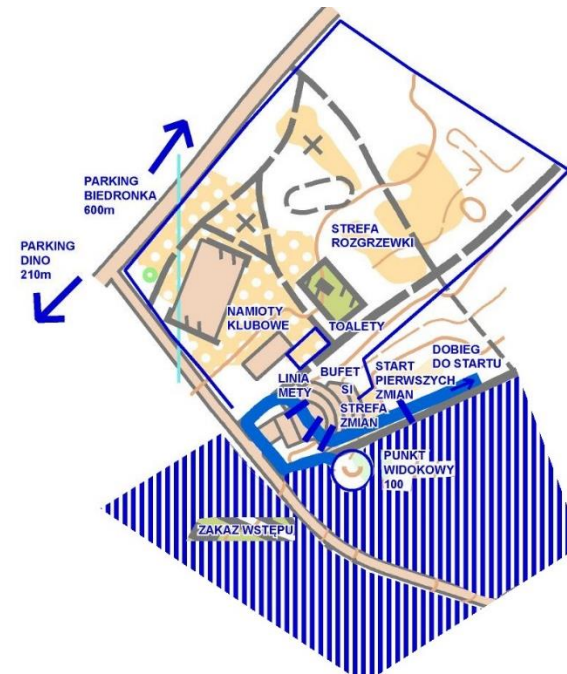 PARKING
BIEDRONKA
600m
PARKING
DINO
210m
STREFA
ROZGRZEWKI
NAMIOTY
KLUBOWE
TOALETY
LINIA
METY
BUFET
SI
STREFA
ZMIAN
START
PIERWSZYCH
ZMIAN
DOBIEG
DO STARTU
PUNKT
WIDOKOWY
100
ZAKAZ WSTĘPU